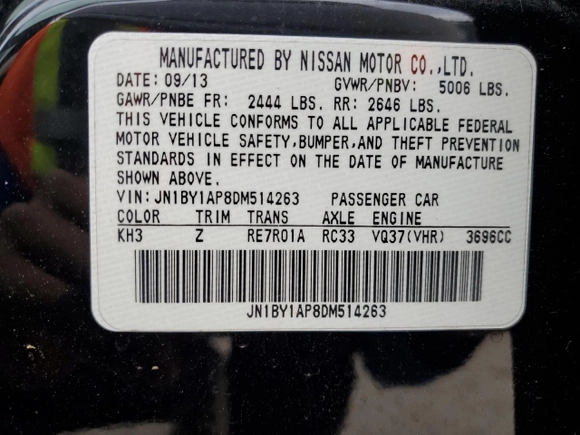 MANUFACTURED BY NISSAN MOTOR CO.,LTD.
DATE: 09/13 GVWR/PNBV: 5006 LBS.
GAWR/PNBE FR: 2444 LBS. RR: 2646 LBS.
THIS VEHICLE CONFORMS TO ALL APPLICABLE FEDERAL
MOTOR VEHICLE SAFETY,BUMPER,AND THEFT PREVENTION
STANDARDS IN EFFECT ON THE DATE OF MANUFACTURE
SHOWN ABOVE.
VIN: JN1BY1AP8DM514263 PASSENGER CAR
COLOR TRIM TRANS AXLE ENGINE
KH3 Z RE7R01A RC33 VQ37(VHR) 3696CC
JN1BY1AP8DM514263